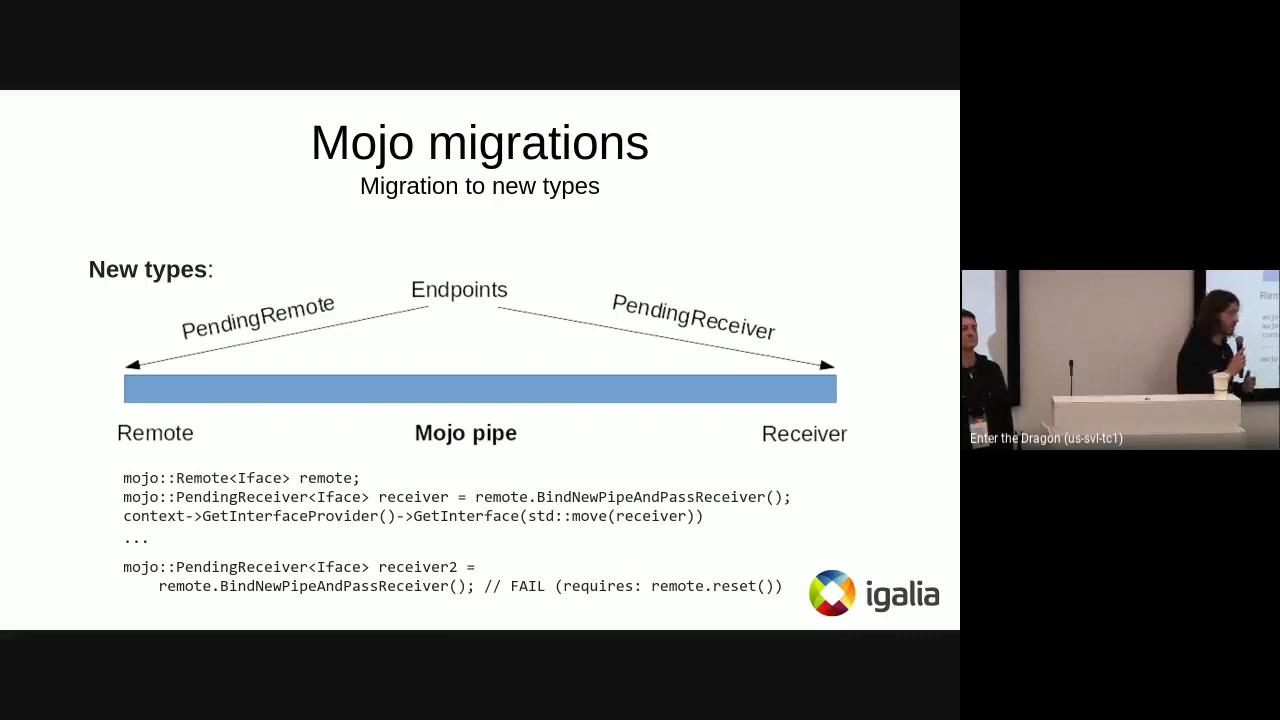 Mojo migrations
Migration to new types
New types:
PendingRemote
Endpoints
PendingReceiver
Remote
Mojo pipe
Receiver
mojo::Remote<Iface> remote;
mojo::PendingReceiver<Iface> receiver = remote.BindNewPipeAndPassReceiver();
context->GetInterfaceProvider()->GetInterface(std::move(receiver))
...
mojo::PendingReceiver<Iface> receiver2 =
remote.BindNewPipeAndPassReceiver(); // FAIL (requires: remote.reset())
igalia
Enter the Dragon (us-svl-tc1)